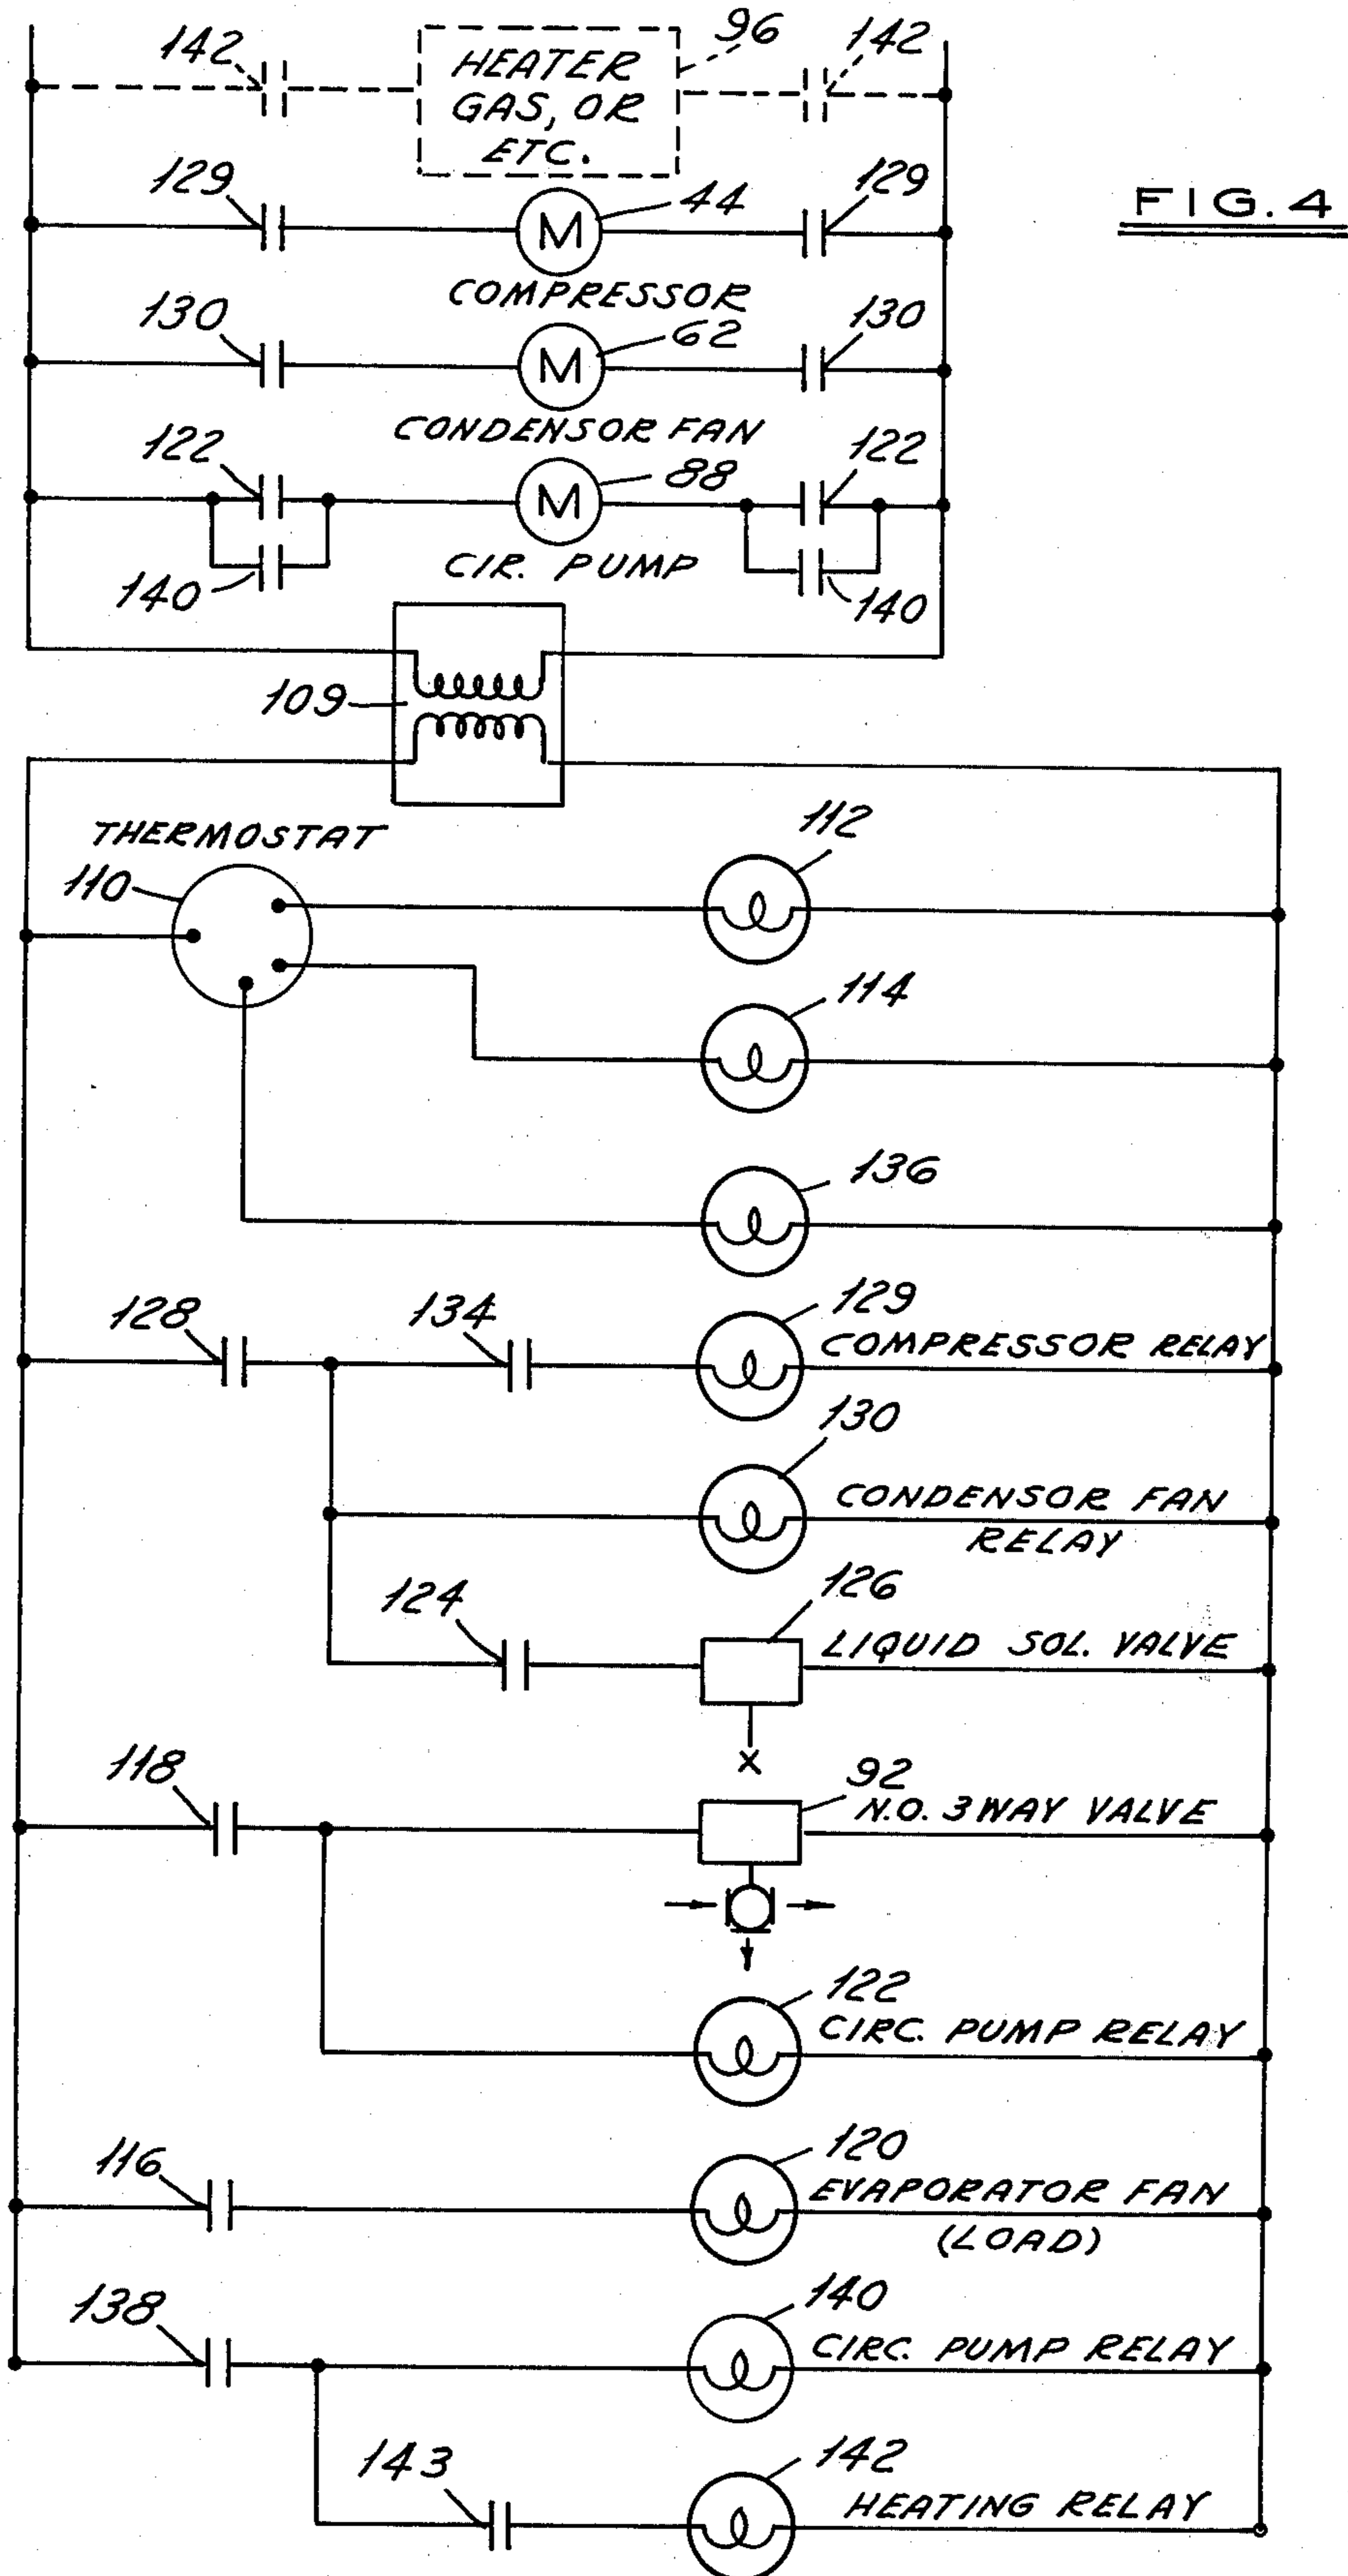 142
HEATER
GAS, OR
ETC.
96
142
FIG. 4
129
M
44
129
COMPRESSOR
130
M
62
130
CONDENSOR FAN
122
M
88
122
140
CIR. PUMP
140
109
THERMOSTAT
110
112
114
136
128
134
129
COMPRESSOR RELAY
130
CONDENSOR FAN
RELAY
124
126
LIQUID SOL. VALVE
X
118
92
N.O. 3 WAY VALVE
122
CIRC. PUMP RELAY
116
120
EVAPORATOR FAN
(LOAD)
138
140
CIRC. PUMP RELAY
143
142
HEATING RELAY